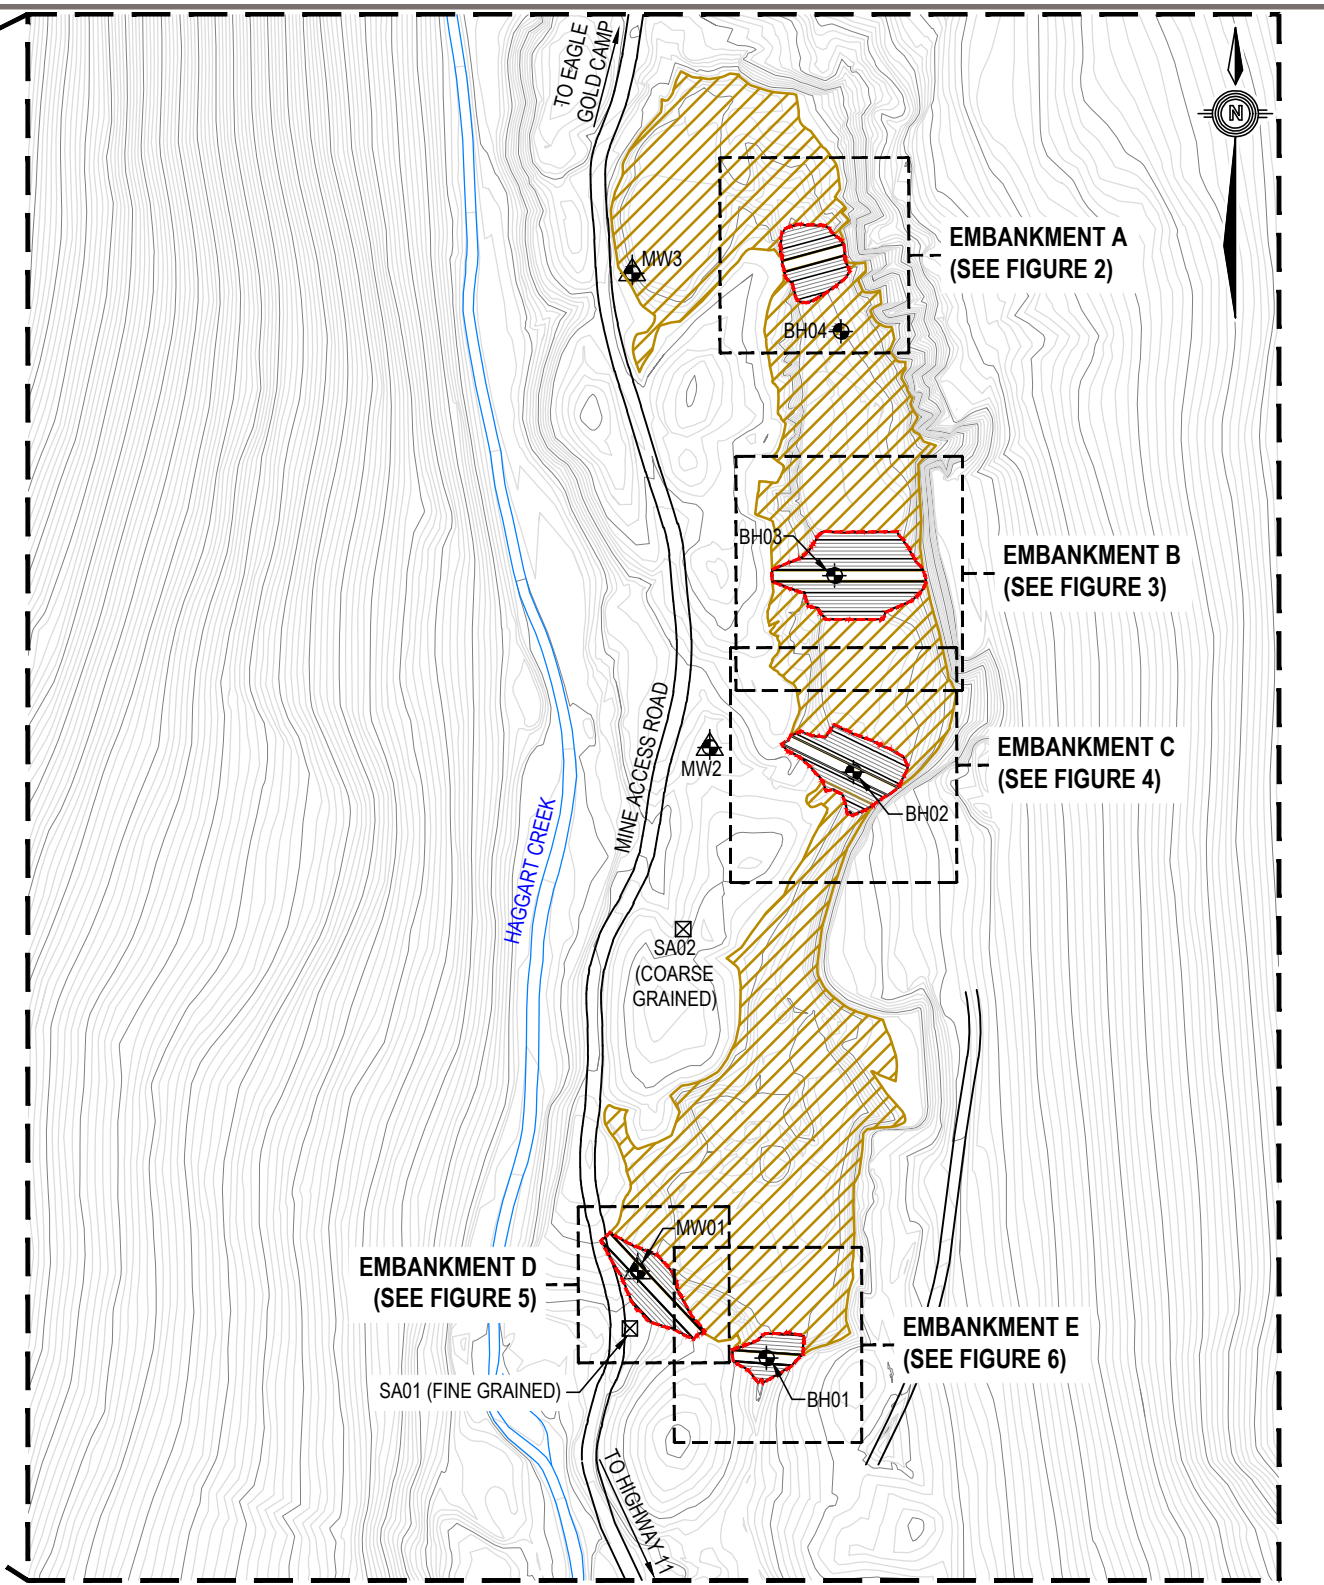 TO EAGLE
GOLD CAMP
N
EMBANKMENT A
(SEE FIGURE 2)
MW3
BH04
BH03
EMBANKMENT B
(SEE FIGURE 3)
MINE ACCESS ROAD
MW2
EMBANKMENT C
(SEE FIGURE 4)
BH02
HAGGART CREEK
SA02
(COARSE
GRAINED)
MW01
EMBANKMENT D
(SEE FIGURE 5)
EMBANKMENT E
(SEE FIGURE 6)
SA01 (FINE GRAINED)
BH01
TO HIGHWAY 11